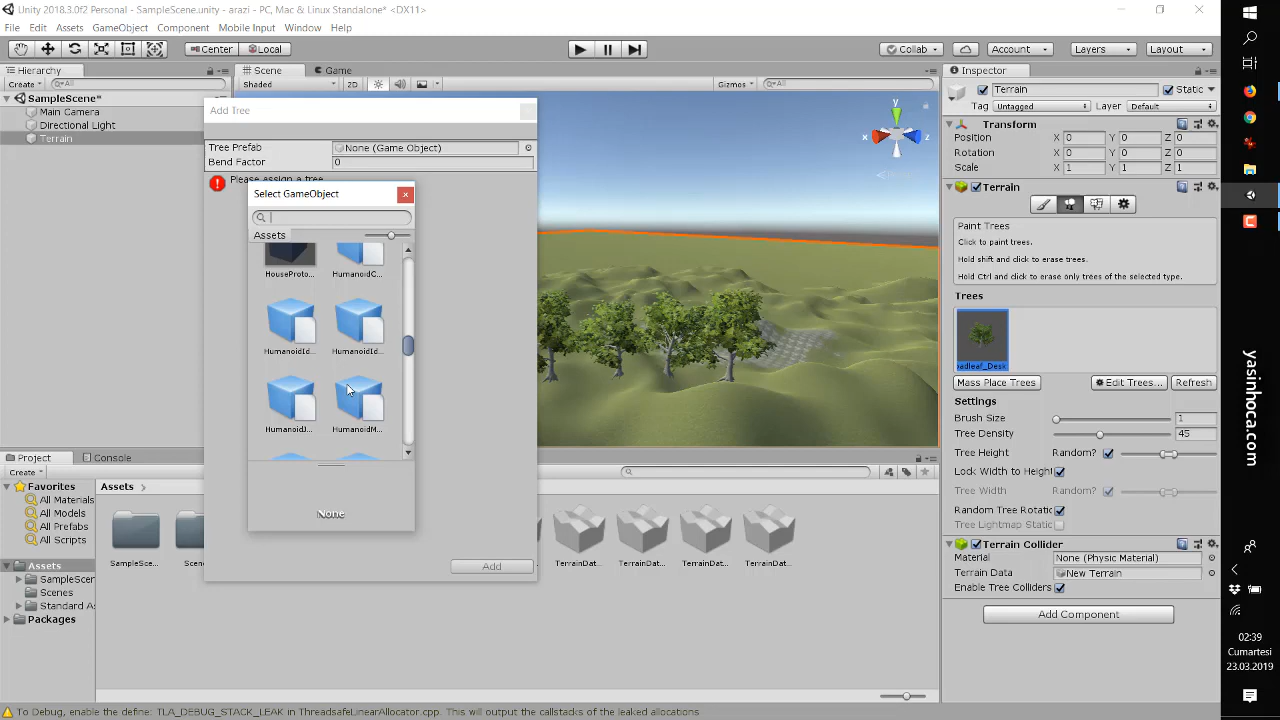 Unity 2018.3.0f2 Personal - SampleScene.unity - arazi - PC, Mac & Linux Standalone* <DX11>
File Edit Assets GameObject Component Mobile Input Window Help
Center Local Collab Account Layers Layout
Hierarchy
Create All
SampleScene*
Main Camera
Directional Light
Terrain
Scene Game
Shaded 2D Gizmos All
y
x z
Add Tree
Tree Prefab None (Game Object)
Bend Factor 0
Please assign a tree
Select GameObject
Assets
HouseProto... HumanoidC...
HumanoidId... HumanoidId...
HumanoidJ... HumanoidM...
None
Add
Inspector
Terrain Static
Tag Untagged Layer Default
Transform
Position X 0 Y 0 Z 0
Rotation X 0 Y 0 Z 0
Scale X 1 Y 1 Z 1
Terrain
Paint Trees
Click to paint trees.
Hold shift and click to erase trees.
Hold Ctrl and click to erase only trees of the selected type.
Trees
adleaf_Desk
Mass Place Trees Edit Trees... Refresh
Settings
Brush Size 1
Tree Density 45
Tree Height Random?
Lock Width to Height
Tree Width Random?
Random Tree Rotatio
Tree Lightmap Static
Terrain Collider
Material None (Physic Material)
Terrain Data New Terrain
Enable Tree Colliders
Add Component
Project Console
Create
Favorites
All Materials
All Models
All Prefabs
All Scripts
Assets
SampleScer
Scenes
Standard As
Packages
Assets
SampleSce... Scen
TerrainDat... TerrainDat... TerrainDat... TerrainDat...
To Debug, enable the define: TLA_DEBUG_STACK_LEAK in ThreadsafeLinearAllocator.cpp. This will output the callstacks of the leaked allocations
yasinhoca.com
02:39
Cumartesi
23.03.2019